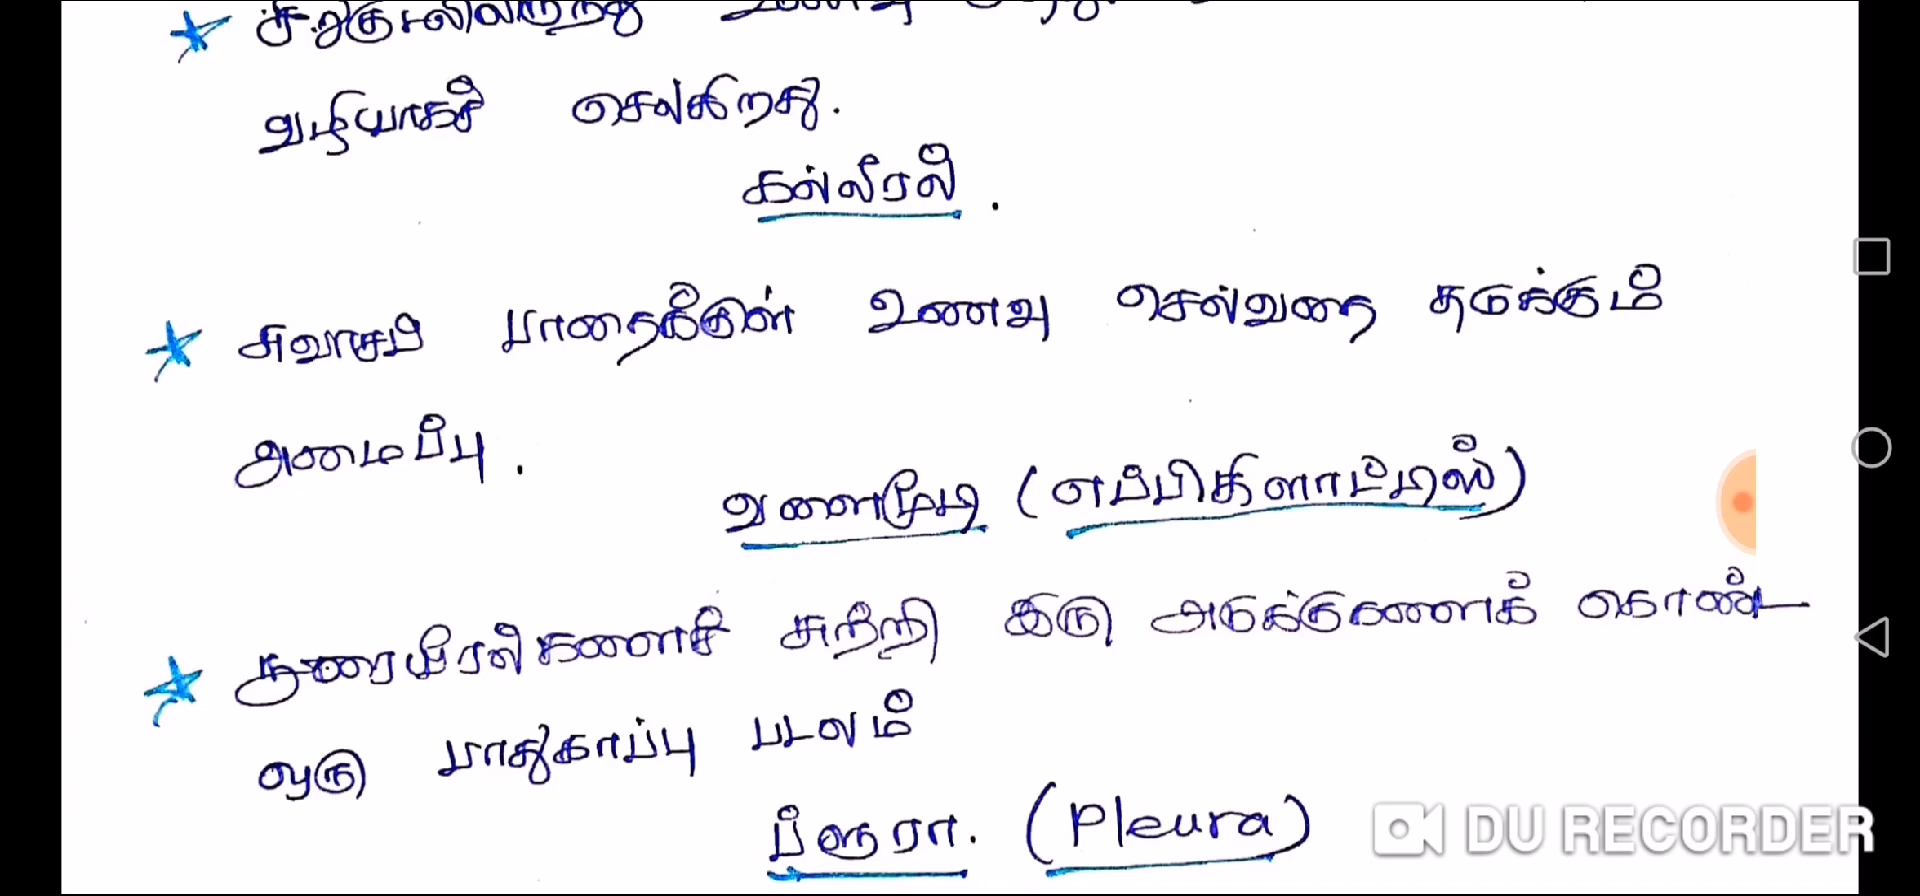 வழியாகச் செல்கிறது.
கல்லீரல்.
சுவாசப் பாதைக்குள் உணவு செல்வதை தடுக்கும்
அமைப்பு.
வளைமூடி (எப்பிகிளாட்டிஸ்)
நுரையீரல்களைச் சுற்றி இரு அடுக்குகளைக் கொண்ட
ஒரு பாதுகாப்பு படலம்
ப்ளூரா. (Pleura)
DU RECORDER